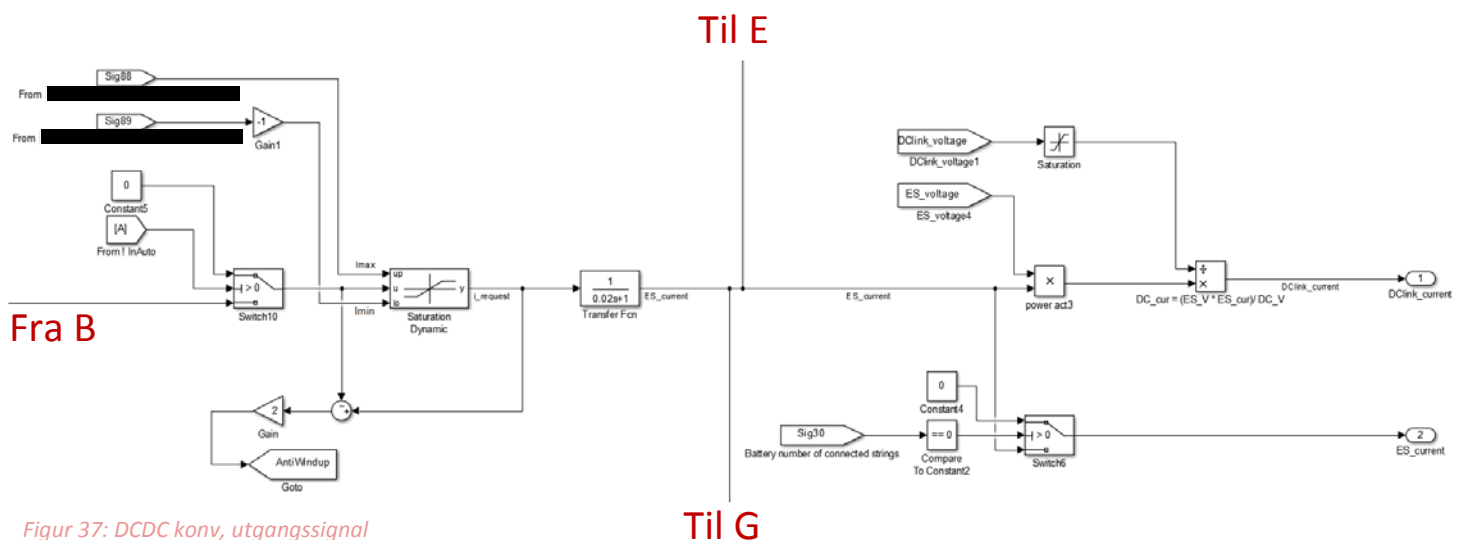 Til E
Sig88
From
Sig89
From
-1
Gain1
0
Constant5
[A]
From ! InAuto
> 0
Switch10
Fra B
Imax
Imin
up
u
lo
y
Saturation
Dynamic
i_request
1
0.02s+1
Transfer Fcn
ES_current
2
Gain
AntiWindup
Goto
DClink_voltage
DClink_voltage1
Saturation
ES_voltage
ES_voltage4
ES_current
×
power act3
÷
×
DC_cur = (ES_V * ES_cur)/ DC_V
DClink_current
1
DClink_current
0
Constant4
Sig30
Battery number of connected strings
== 0
Compare
To Constant2
> 0
Switch6
2
ES_current
Til G
Figur 37: DCDC konv, utgangssignal